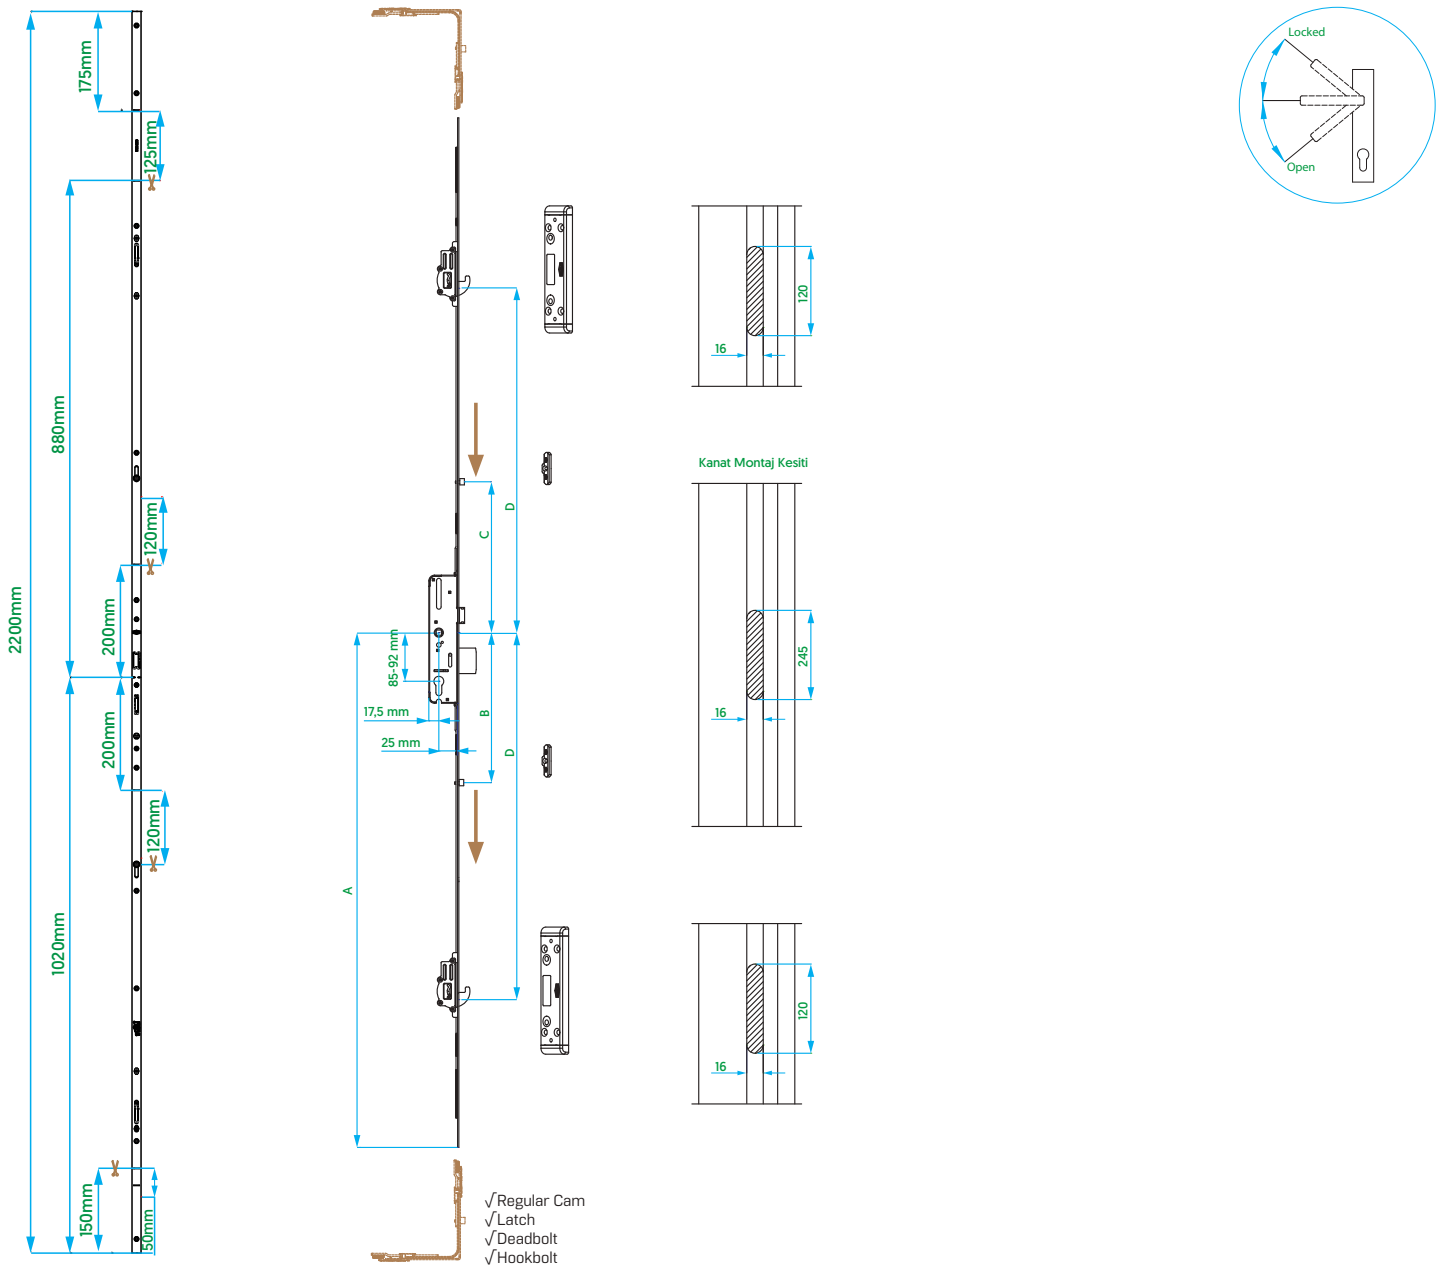 175mm
125mm
880mm
120mm
200mm
2200mm
200mm
120mm
1020mm
150mm
50mm
D
C
85-92 mm
17,5 mm
25 mm
B
D
A
√Regular Cam
√Latch
√Deadbolt
√Hookbolt
120
16
Kanat Montaj Kesiti
245
16
120
16
Locked
Open